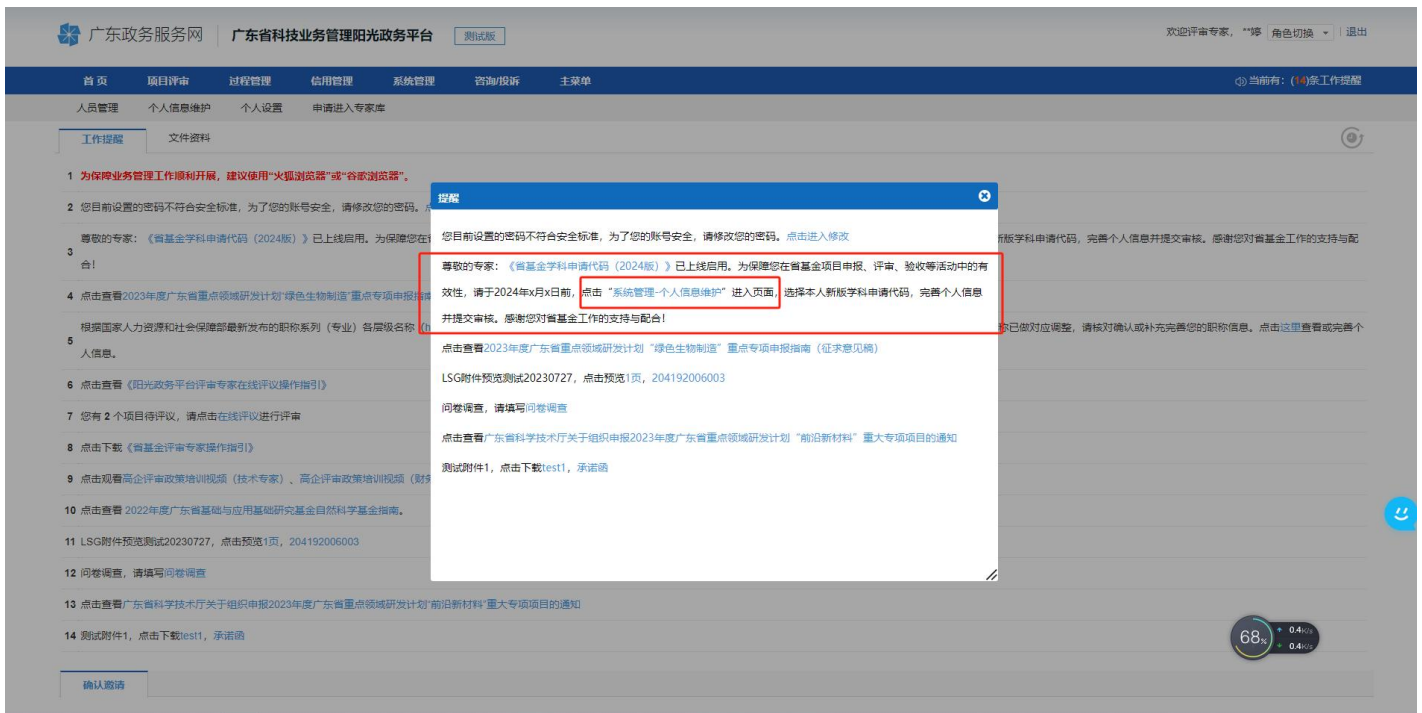 广东政务服务网 广东省科技业务管理阳光政务平台 测试版 欢迎评审专家，**婷 角色切换 退出
首 页 项目评审 过程管理 信用管理 系统管理 咨询/投诉 主菜单 当前有：(14)条工作提醒
人员管理 个人信息维护 个人设置 申请进入专家库
工作提醒 文件资料
1 为保障业务管理工作顺利开展，建议使用“火狐浏览器”或“谷歌浏览器”。
2 您目前设置的密码不符合安全标准，为了您的账号安全，请修改您的密码。
3 尊敬的专家：《省基金学科申请代码（2024版）》已上线启用。为保障您在 新版学科申请代码，完善个人信息并提交审核。感谢您对省基金工作的支持与配
合！
4 点击查看2023年度广东省重点领域研发计划“绿色生物制造”重点专项申报指南
5 根据国家人力资源和社会保障部最新发布的职称系列（专业）各层级名称 已做对应调整，请核对确认或补充完善您的职称信息。点击这里查看或完善个
人信息。
6 点击查看《阳光政务平台评审专家在线评议操作指引》
7 您有 2 个项目待评议，请点击在线评议进行评审
8 点击下载《省基金评审专家操作指引》
9 点击观看高企评审政策培训视频（技术专家）、高企评审政策培训视频（财务
10 点击查看 2022年度广东省基础与应用基础研究基金自然科学基金指南。
11 LSG附件预览测试20230727，点击预览1页，204192006003
12 问卷调查，请填写问卷调查
13 点击查看广东省科学技术厅关于组织申报2023年度广东省重点领域研发计划“前沿新材料”重大专项项目的通知
14 测试附件1，点击下载test1，承诺函
确认邀请
提醒
您目前设置的密码不符合安全标准，为了您的账号安全，请修改您的密码。点击进入修改
尊敬的专家：《省基金学科申请代码（2024版）》已上线启用。为保障您在省基金项目申报、评审、验收等活动中的有
效性，请于2024年x月x日前，点击“系统管理-个人信息维护”进入页面，选择本人新版学科申请代码，完善个人信息
并提交审核。感谢您对省基金工作的支持与配合！
点击查看2023年度广东省重点领域研发计划“绿色生物制造”重点专项申报指南（征求意见稿）
LSG附件预览测试20230727，点击预览1页，204192006003
问卷调查，请填写问卷调查
点击查看广东省科学技术厅关于组织申报2023年度广东省重点领域研发计划“前沿新材料”重大专项项目的通知
测试附件1，点击下载test1，承诺函
68% 0.4K/s
0.4K/s